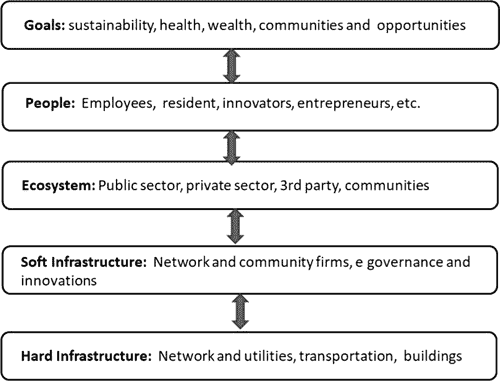 Goals: sustainability, health, wealth, communities and opportunities
People: Employees, resident, innovators, entrepreneurs, etc.
Ecosystem: Public sector, private sector, 3rd party, communities
Soft Infrastructure: Network and community firms, e governance and
innovations
Hard Infrastructure: Network and utilities, transportation, buildings